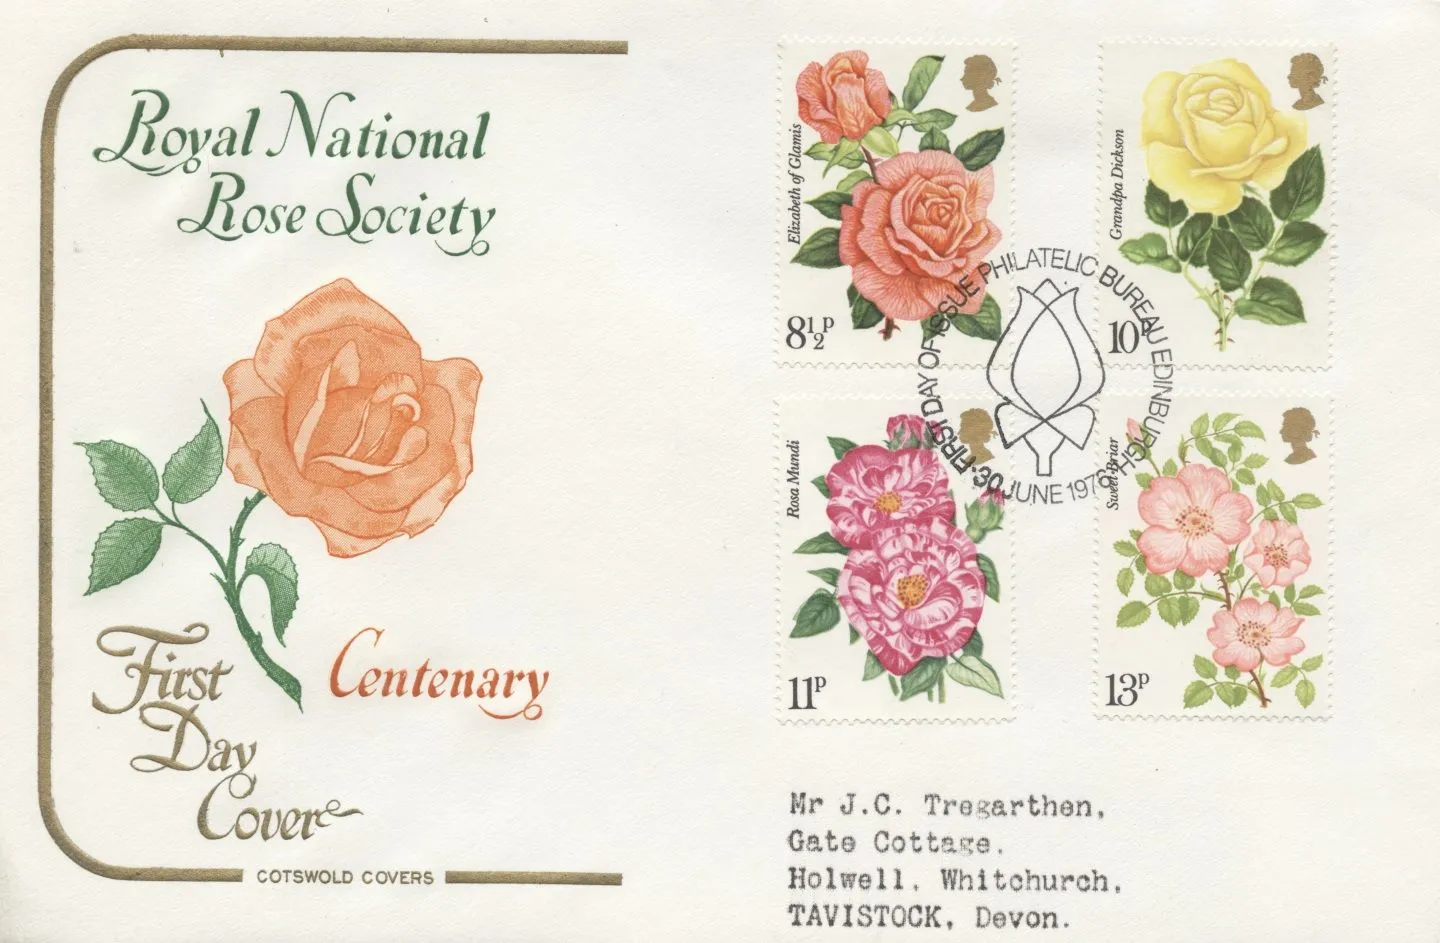 Royal National
Rose Society
Centenary
First
Day
Cover
COTSWOLD COVERS
Elizabeth of Glamis
8½P
Grandpa Dickson
10P
Rosa Mundi
11P
Sweet Briar
13P
FIRST DAY OF ISSUE PHILATELIC BUREAU EDINBURGH
30 JUNE 1976
Mr J.C. Tregarthen,
Gate Cottage,
Holwell, Whitchurch,
TAVISTOCK, Devon.